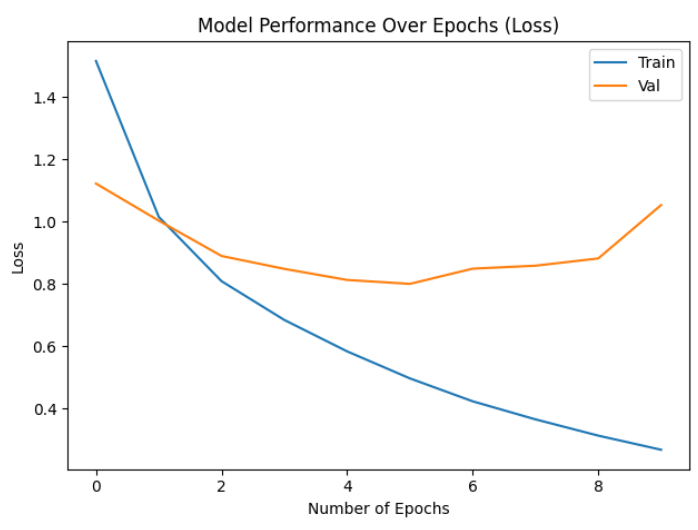 Model Performance Over Epochs (Loss)
Train
Val
1.4
1.2
1.0
0.8
0.6
0.4
Loss
0 2 4 6 8
Number of Epochs